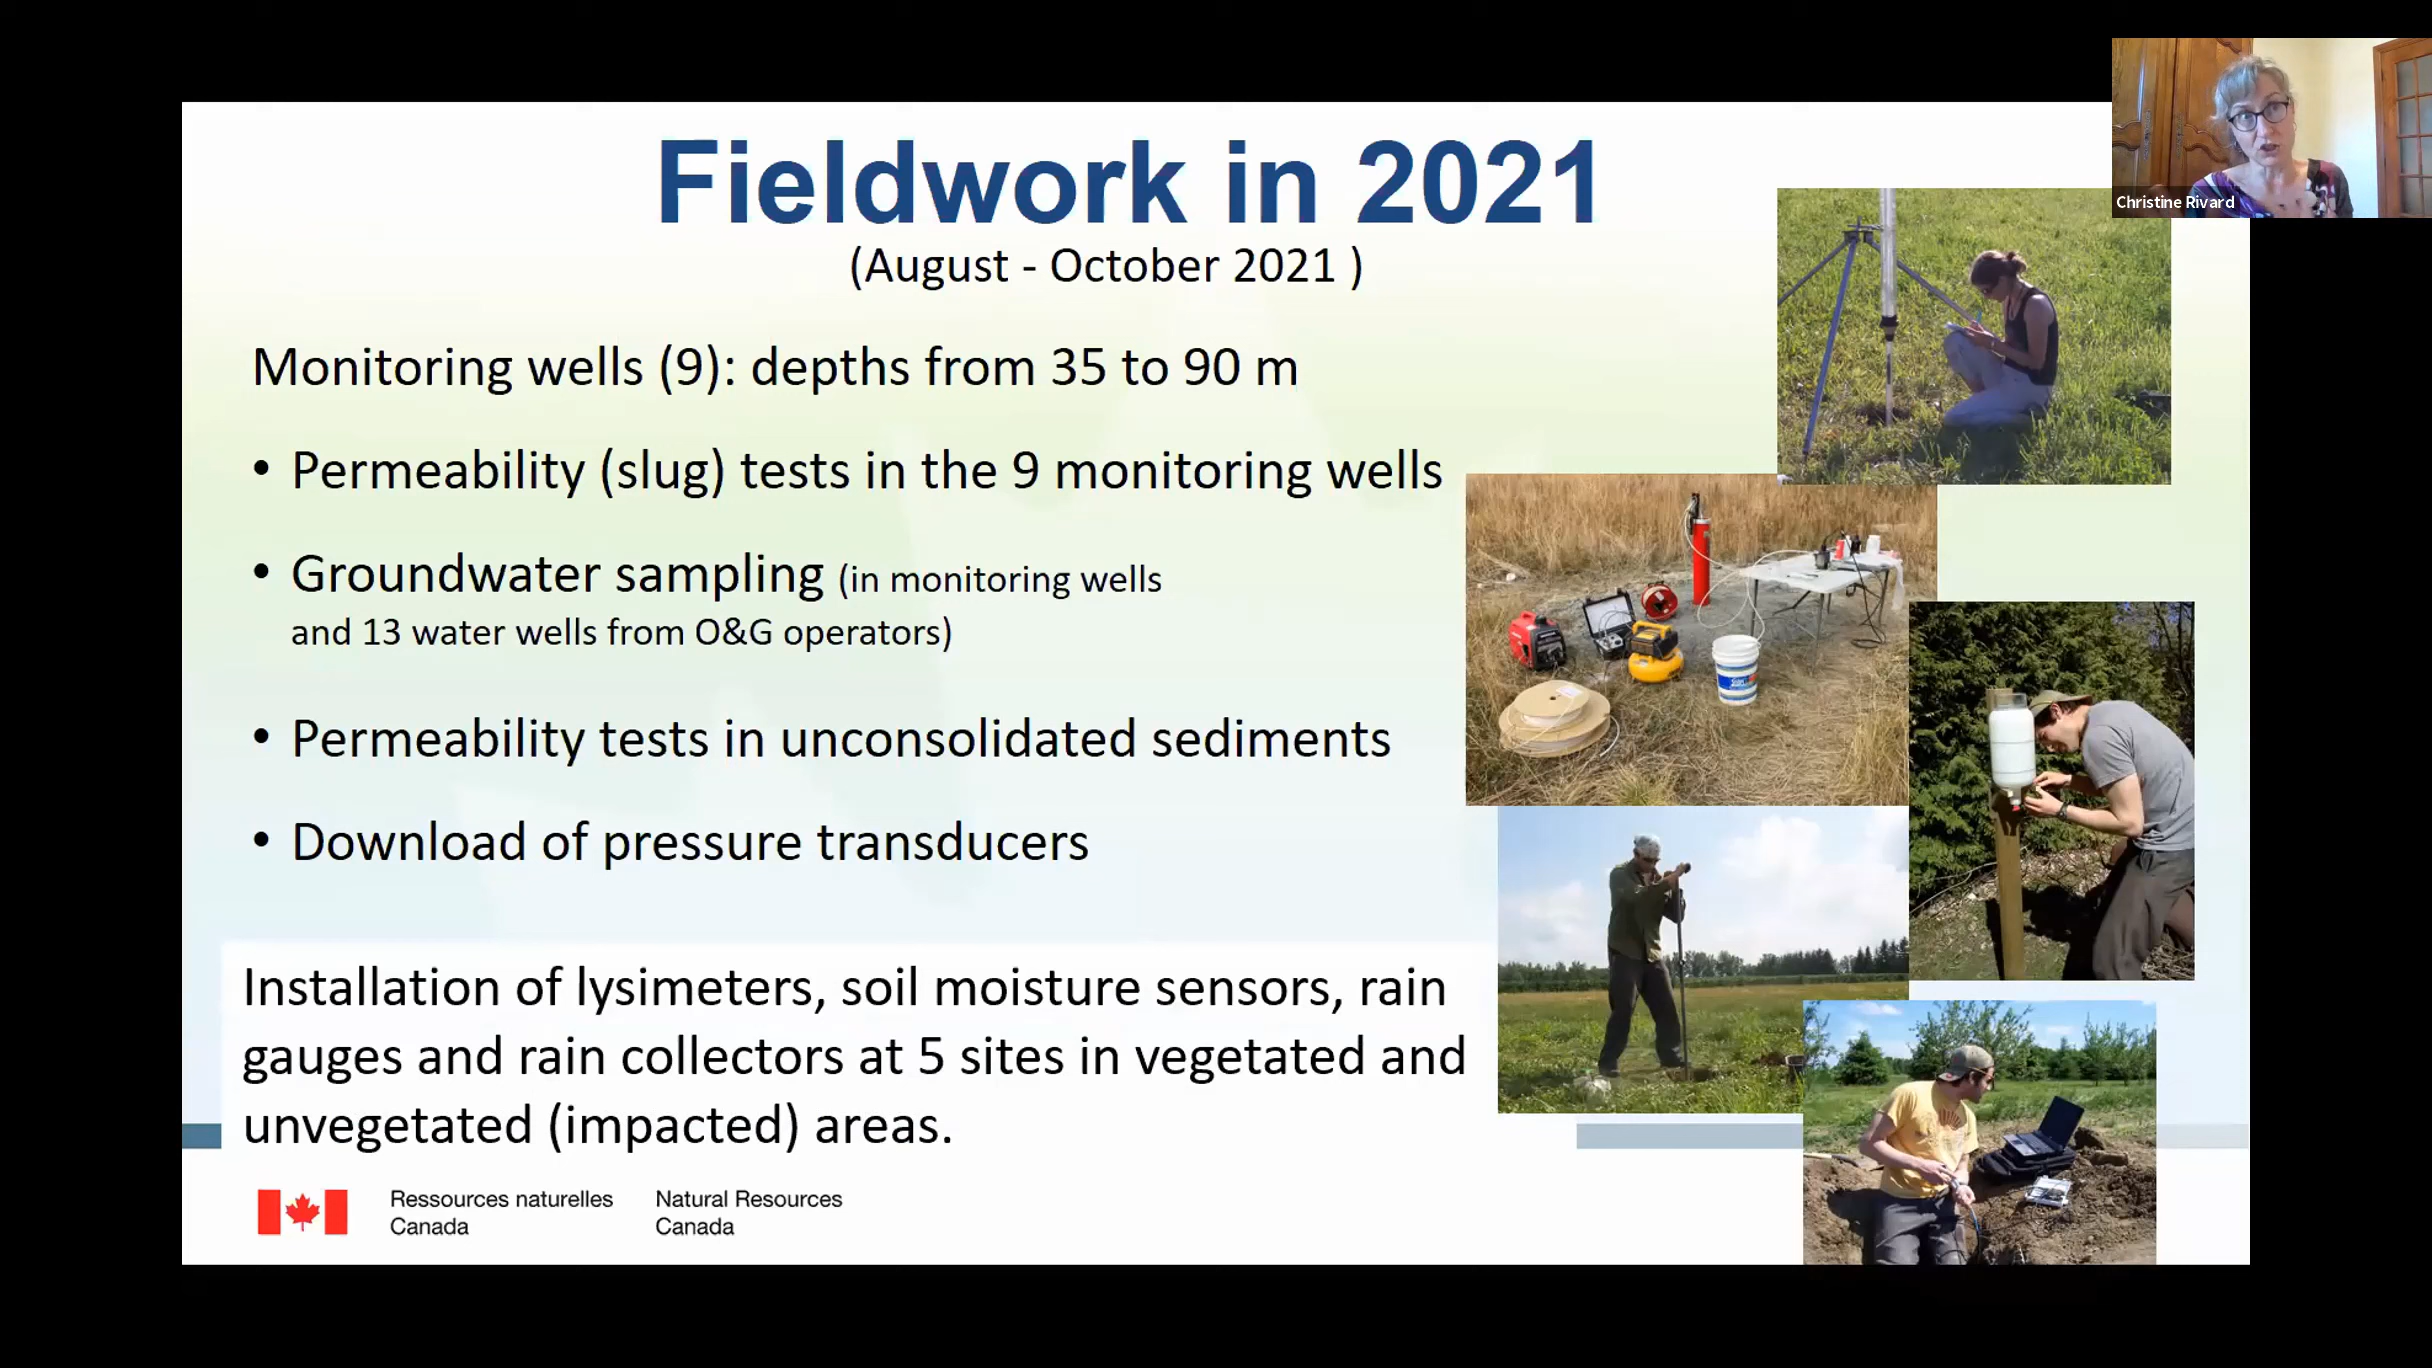 Christine Rivard
Fieldwork in 2021
(August - October 2021 )
Monitoring wells (9): depths from 35 to 90 m
• Permeability (slug) tests in the 9 monitoring wells
• Groundwater sampling (in monitoring wells
and 13 water wells from O&G operators)
• Permeability tests in unconsolidated sediments
• Download of pressure transducers
Installation of lysimeters, soil moisture sensors, rain
gauges and rain collectors at 5 sites in vegetated and
unvegetated (impacted) areas.
Ressources naturelles
Canada
Natural Resources
Canada